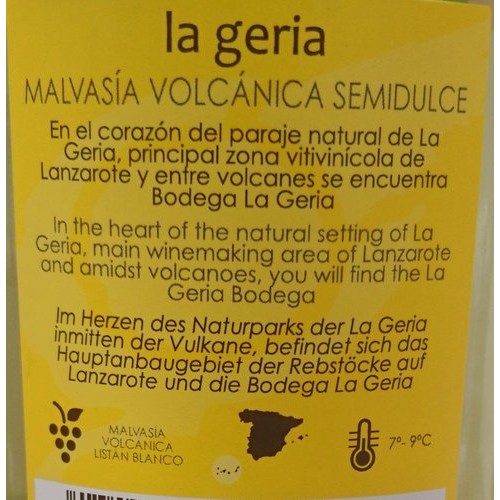 la geria
MALVASÍA VOLCÁNICA SEMIDULCE
En el corazón del paraje natural de La
Geria, principal zona vitivinícola de
Lanzarote y entre volcanes se encuentra
Bodega La Geria
In the heart of the natural setting of La
Geria, main winemaking area of Lanzarote
and amidst volcanoes, you will find the La
Geria Bodega
Im Herzen des Naturparks der La Geria
inmitten der Vulkane, befindet sich das
Hauptanbaugebiet der Rebstöcke auf
Lanzarote und die Bodega La Geria
MALVASÍA
VOLCANICA
LISTÁN BLANCO
7º- 9ºC